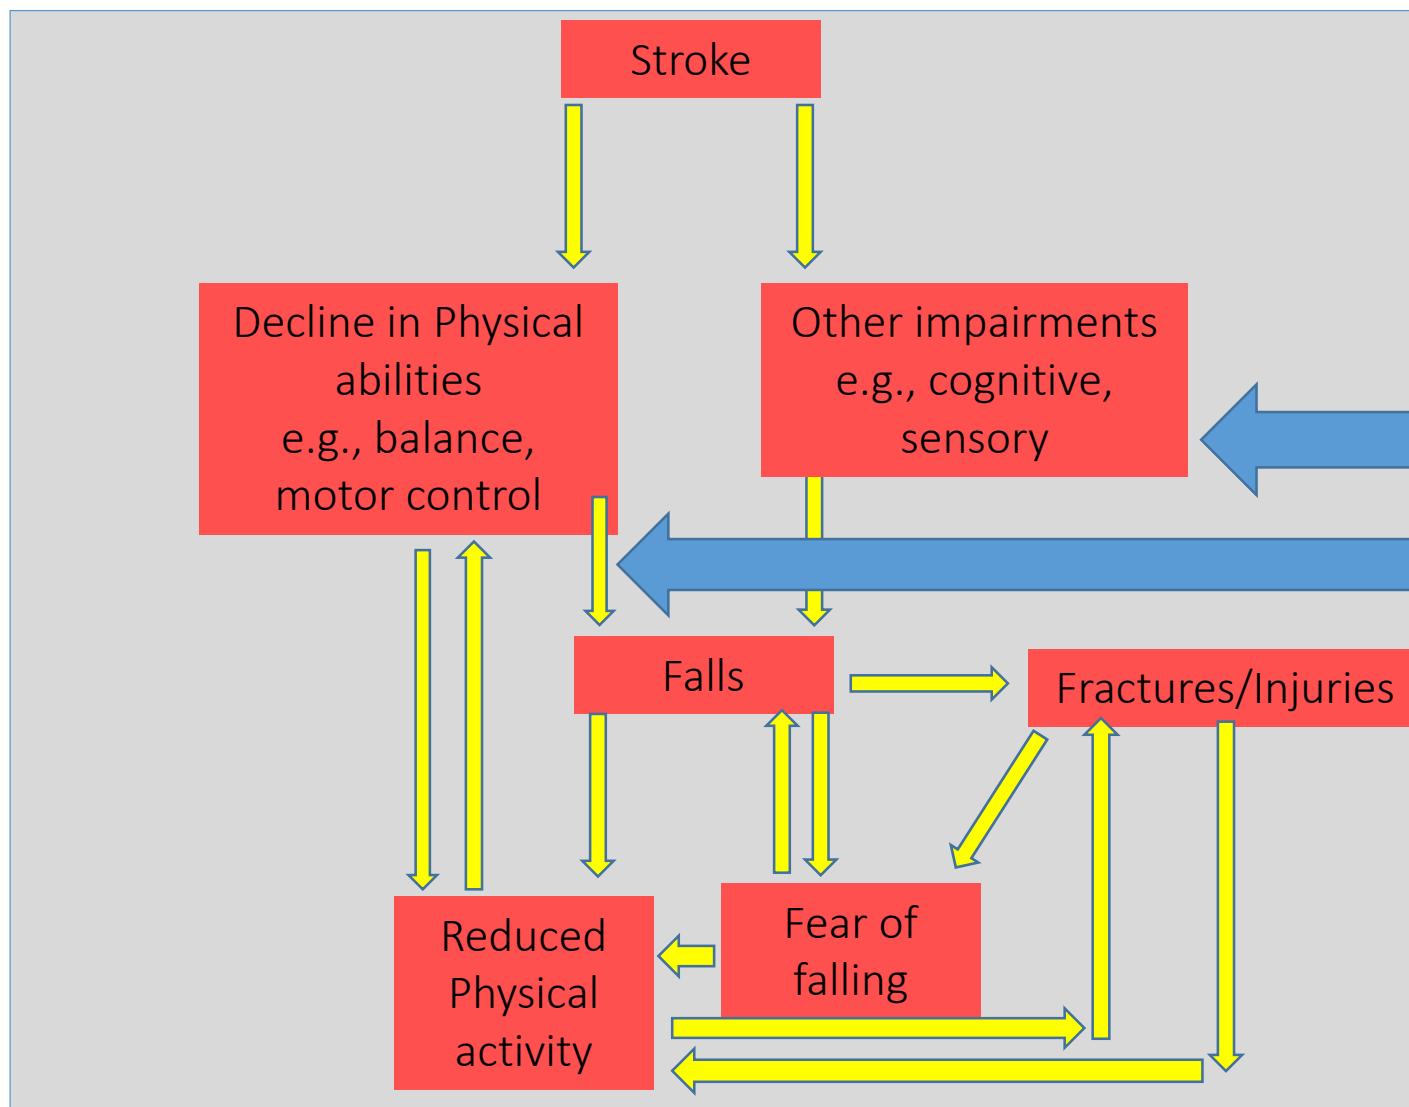 Stroke
Decline in Physical
abilities
e.g., balance,
motor control
Other impairments
e.g., cognitive,
sensory
Falls
Fractures/Injuries
Reduced
Physical
activity
Fear of
falling